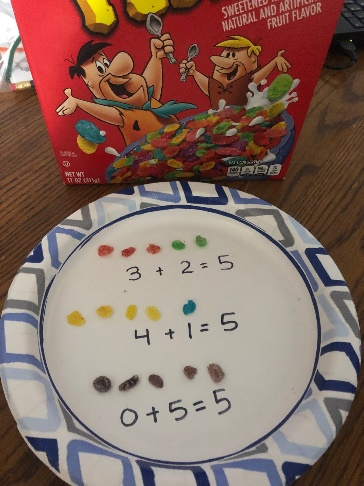 SWEETENED
NATURAL AND ARTIFICIAL
FRUIT FLAVOR
NET WT
11 OZ (311g)
3 + 2 = 5
4 + 1 = 5
0 + 5 = 5